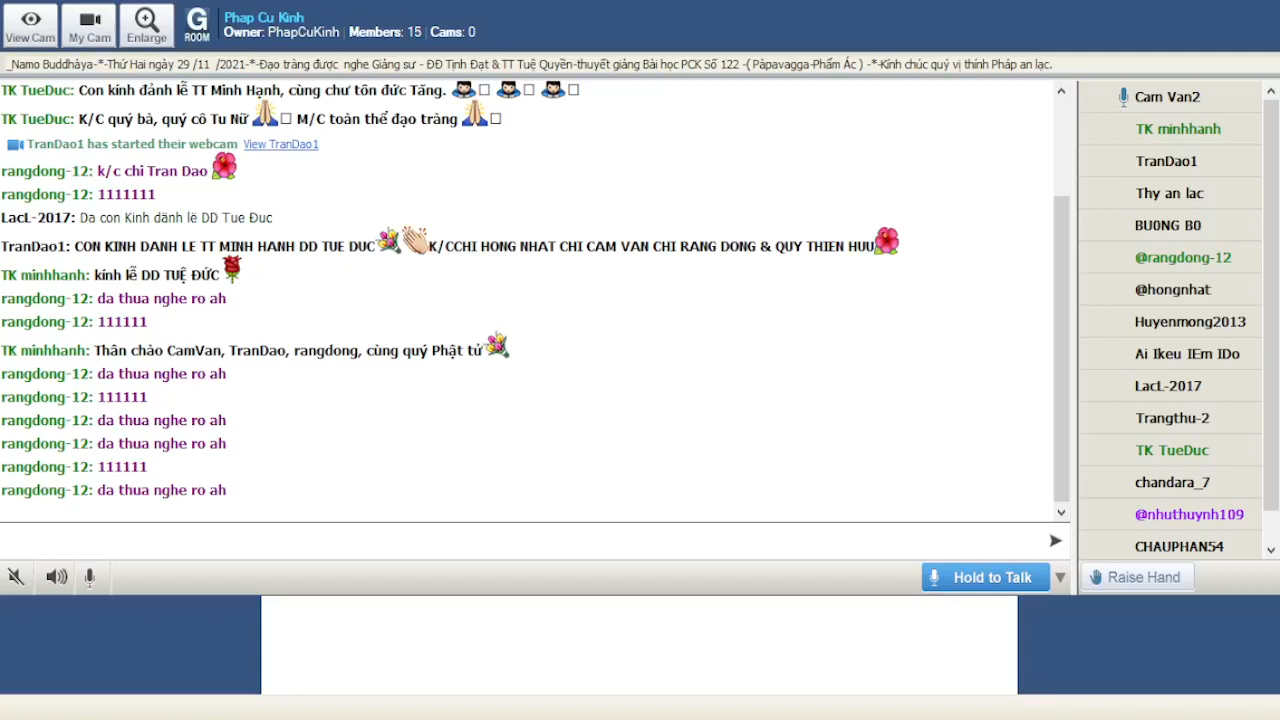 View Cam
My Cam
Enlarge
G
ROOM
Phap Cu Kinh
Owner: PhapCuKinh | Members: 15 | Cams: 0
_Namo Buddhàya-*-Thứ Hai ngày 29 /11 /2021-*-Đạo tràng được nghe Giảng sư - ĐĐ Tịnh Đạt & TT Tuệ Quyền-thuyết giảng Bài học PCK Số 122 -( Pàpavagga-Phẩm Ác ) -*-Kính chúc quý vị thính Pháp an lạc.
TK TueDuc: Con kính đảnh lễ TT Minh Hạnh, cùng chư tôn đức Tăng.
TK TueDuc: K/C quý bà, quý cô Tu Nữ M/C toàn thể đạo tràng
TranDao1 has started their webcam View TranDao1
rangdong-12: k/c chi Tran Dao
rangdong-12: 1111111
LacL-2017: Da con Kinh dãnh lê DD Tue Đuc
TranDao1: CON KINH DANH LE TT MINH HANH DD TUE DUC K/CCHI HONG NHAT CHI CAM VAN CHI RANG DONG & QUY THIEN HUU
TK minhhanh: kính lễ DD TUỆ ĐỨC
rangdong-12: da thua nghe ro ah
rangdong-12: 111111
TK minhhanh: Thân chào CamVan, TranDao, rangdong, cùng quý Phật tử
rangdong-12: da thua nghe ro ah
rangdong-12: 111111
rangdong-12: da thua nghe ro ah
rangdong-12: da thua nghe ro ah
rangdong-12: 111111
rangdong-12: da thua nghe ro ah
Cam Van2
TK minhhanh
TranDao1
Thy an lac
BU0NG B0
@rangdong-12
@hongnhat
Huyenmong2013
Ai Ikeu IEm IDo
LacL-2017
Trangthu-2
TK TueDuc
chandara_7
@nhuthuynh109
CHAUPHAN54
Hold to Talk
Raise Hand